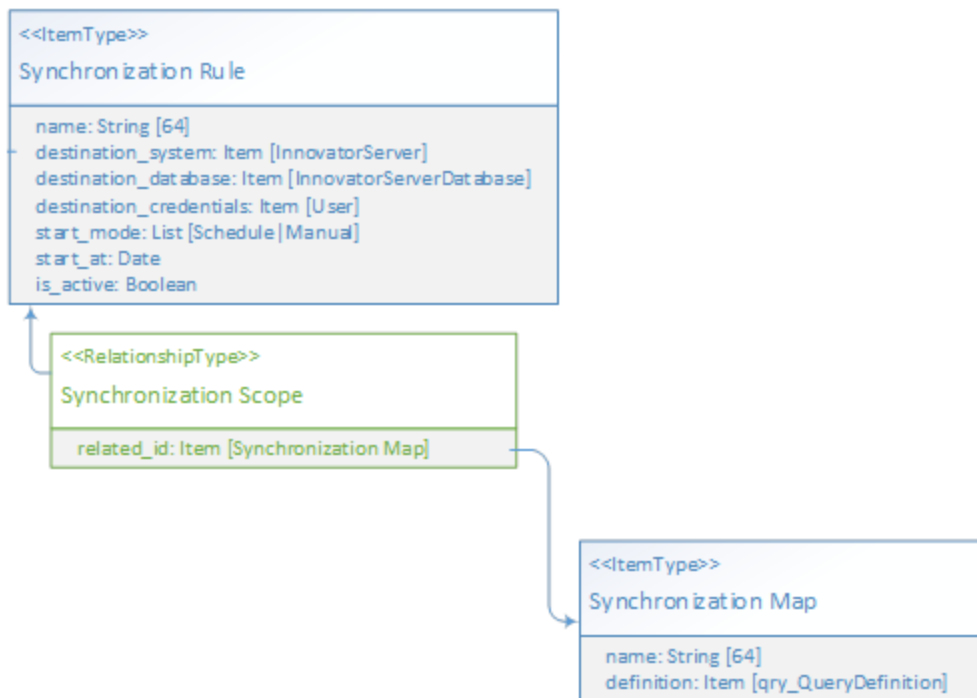 <<ItemType>>
Synchronization Rule
name: String [64]
destination_system: Item [InnovatorServer]
destination_database: Item [InnovatorServerDatabase]
destination_credentials: Item [User]
start_mode: List [Schedule|Manual]
start_at: Date
is_active: Boolean
<<RelationshipType>>
Synchronization Scope
related_id: Item [Synchronization Map]
<<ItemType>>
Synchronization Map
name: String [64]
definition: Item [qry_QueryDefinition]